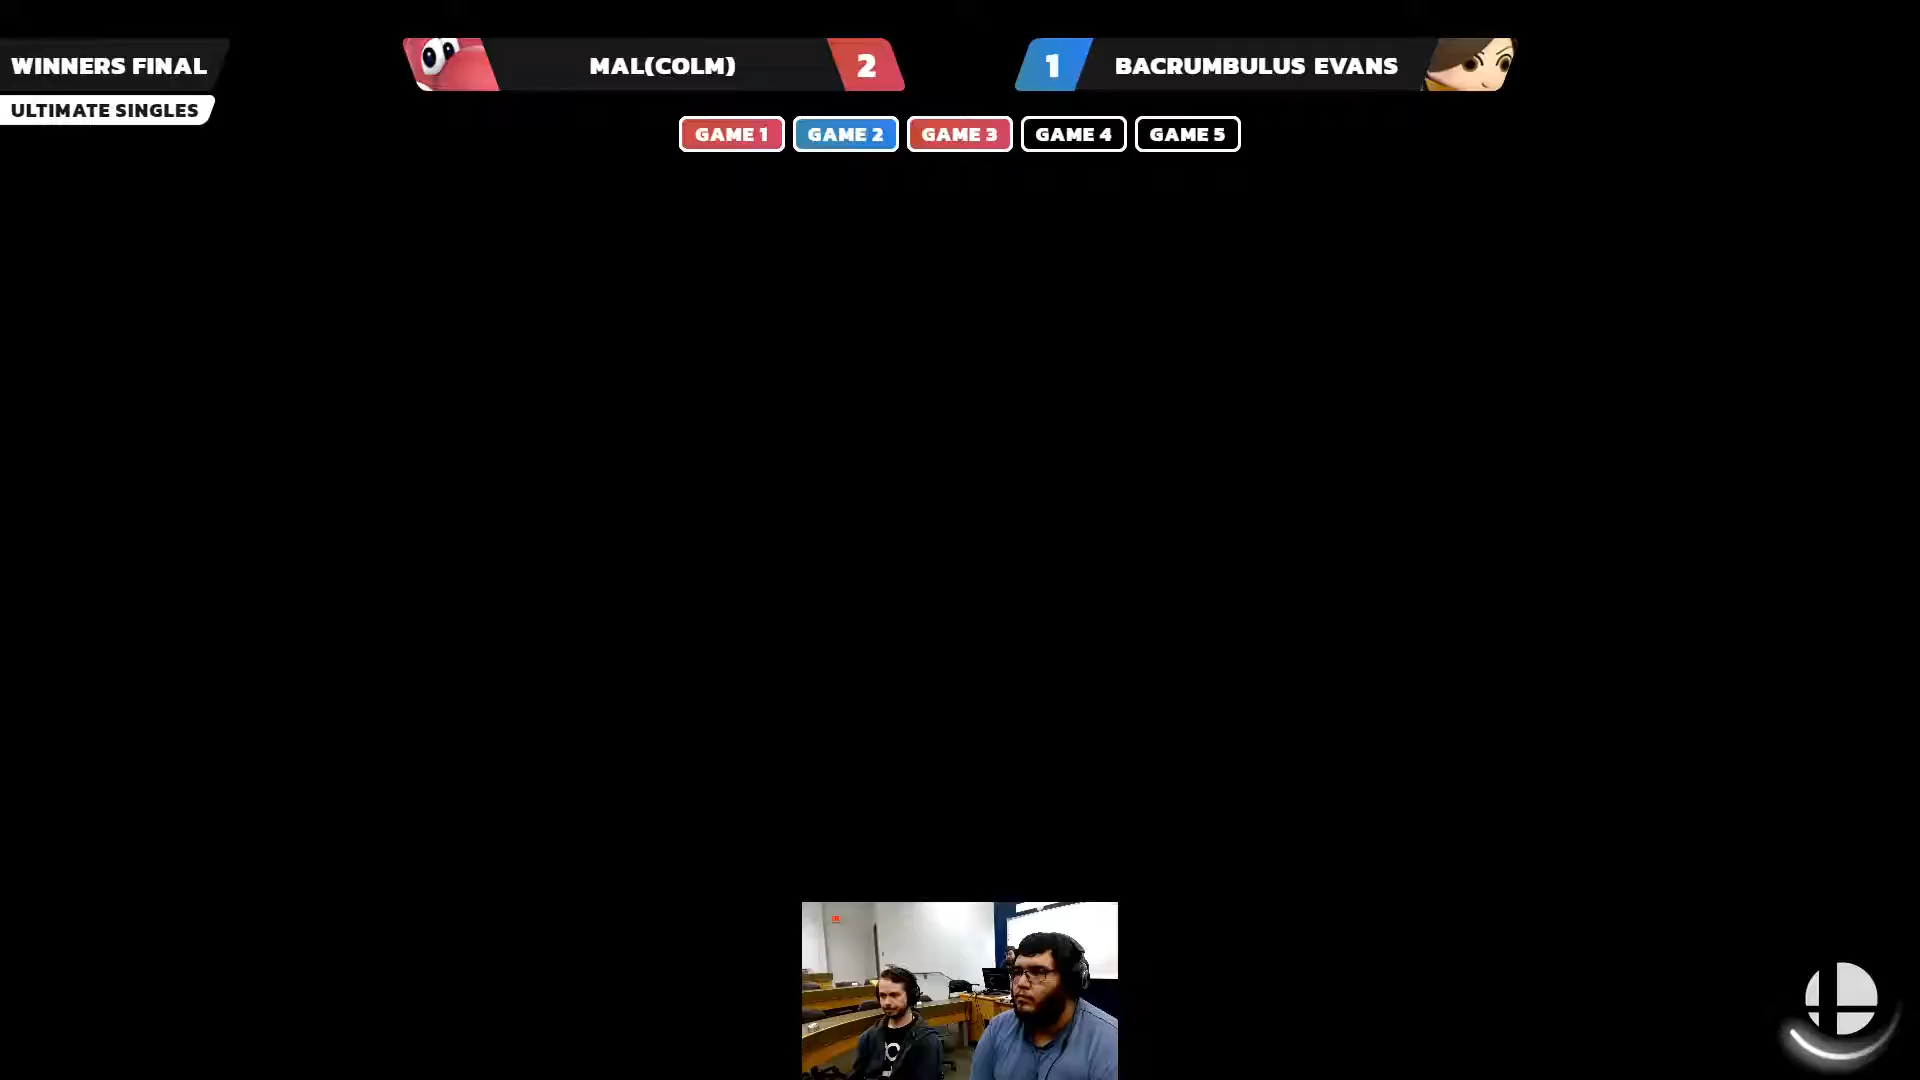 WINNERS FINAL
ULTIMATE SINGLES
MAL(COLM)
2
1
BACRUMBULUS EVANS
GAME 1
GAME 2
GAME 3
GAME 4
GAME 5